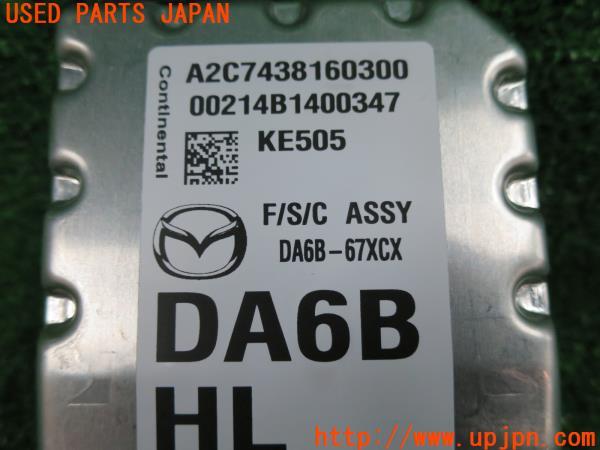 USED PARTS JAPAN
Continental
A2C7438160300
00214B1400347
KE505
F/S/C ASSY
DA6B-67XCX
DA6B
HL
http://www.upjpn.com/